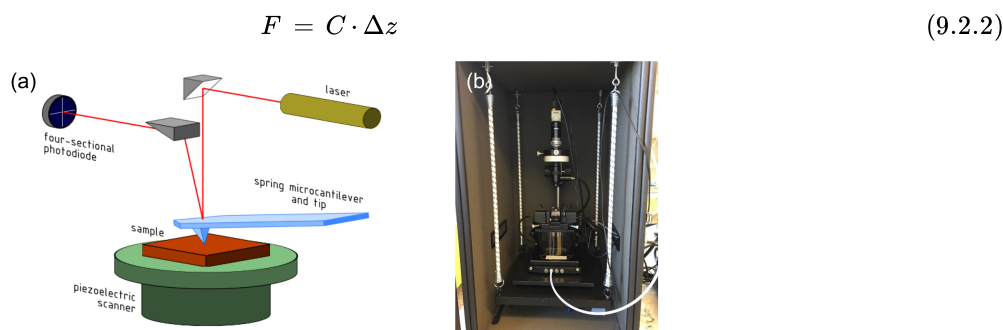 F = C · Δz (9.2.2)
(a)
(b)
laser
four-sectional
photodiode
spring microcantilever
and tip
sample
piezoelectric
scanner